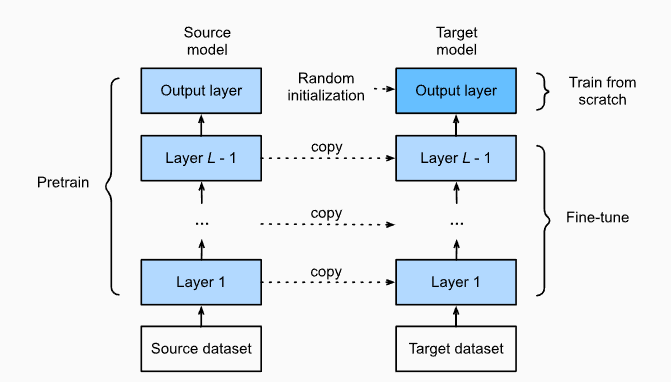 Source
model
Target
model
Output layer
Random
initialization
Output layer
Train from
scratch
Layer L - 1
copy
Layer L - 1
Pretrain
...
copy
...
Fine-tune
Layer 1
copy
Layer 1
Source dataset
Target dataset